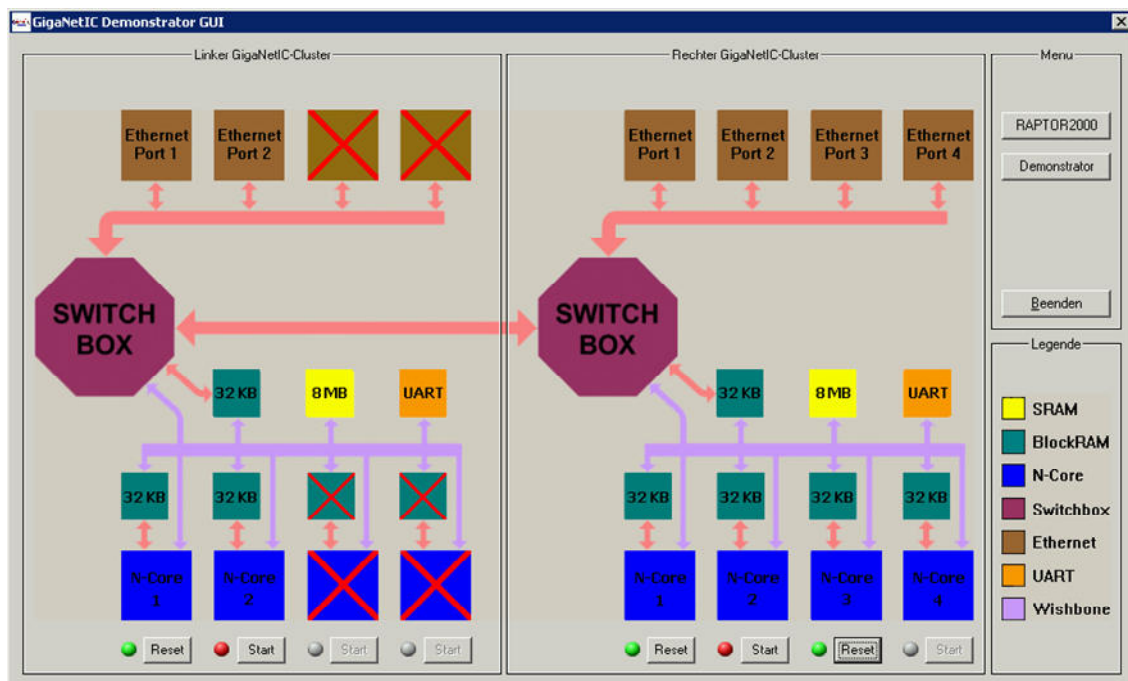 GigaNetIC Demonstrator GUI
Linker GigaNetIC-Cluster
Rechter GigaNetIC-Cluster
Menu
Ethernet
Port 1
Ethernet
Port 2
Ethernet
Port 1
Ethernet
Port 2
Ethernet
Port 3
Ethernet
Port 4
RAPTOR2000
Demonstrator
Beenden
SWITCH
BOX
SWITCH
BOX
32 KB
8 MB
UART
32 KB
8 MB
UART
32 KB
32 KB
32 KB
32 KB
32 KB
32 KB
N-Core
1
N-Core
2
N-Core
1
N-Core
2
N-Core
3
N-Core
4
Reset
Start
Start
Start
Reset
Start
Reset
Start
Legende
SRAM
BlockRAM
N-Core
Switchbox
Ethernet
UART
Wishbone